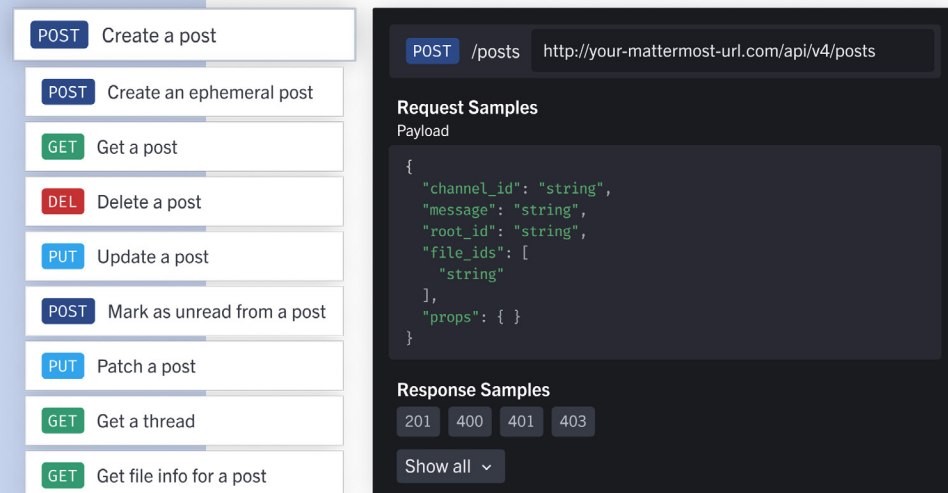 POST Create a post
POST Create an ephemeral post
GET Get a post
DEL Delete a post
PUT Update a post
POST Mark as unread from a post
PUT Patch a post
GET Get a thread
GET Get file info for a post
POST /posts http://your-mattermost-url.com/api/v4/posts
Request Samples
Payload
{
"channel_id": "string",
"message": "string",
"root_id": "string",
"file_ids": [
"string"
],
"props": { }
}
Response Samples
201 400 401 403
Show all